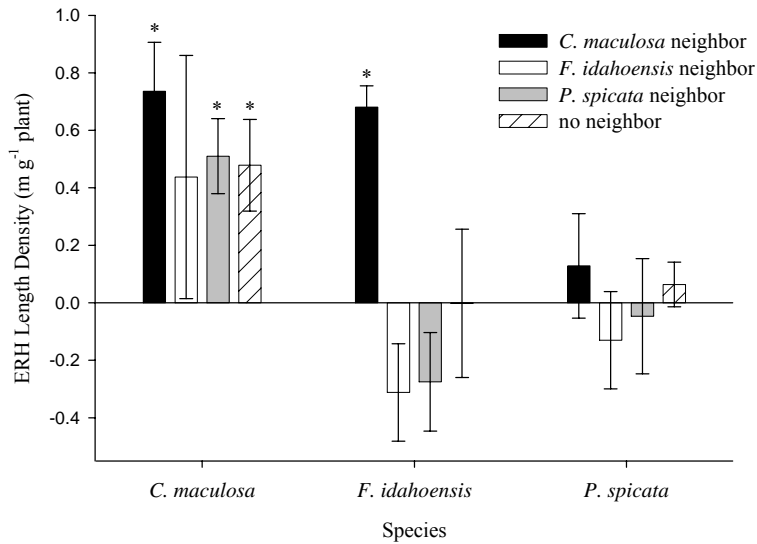 ERH Length Density (m g⁻¹ plant)
1.0
0.8
0.6
0.4
0.2
0.0
-0.2
-0.4
*
*
*
*
C. maculosa neighbor
F. idahoensis neighbor
P. spicata neighbor
no neighbor
C. maculosa
F. idahoensis
P. spicata
Species